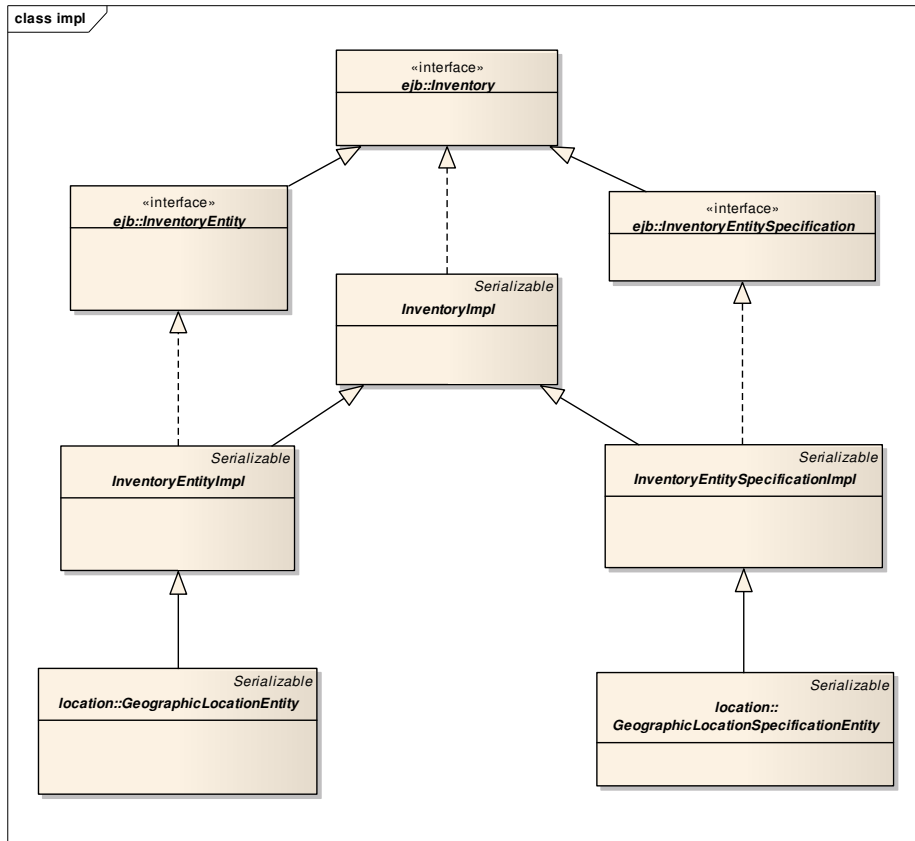 class impl
«interface»
ejb::Inventory
«interface»
ejb::InventoryEntity
«interface»
ejb::InventoryEntitySpecification
Serializable
InventoryImpl
Serializable
InventoryEntityImpl
Serializable
InventoryEntitySpecificationImpl
Serializable
location::GeographicLocationEntity
Serializable
location::
GeographicLocationSpecificationEntity